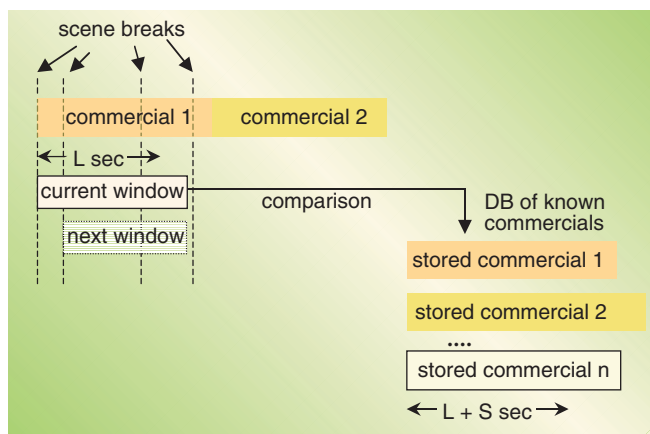 scene breaks
commercial 1
commercial 2
L sec
current window
comparison
next window
DB of known
commercials
stored commercial 1
stored commercial 2
....
stored commercial n
L + S sec